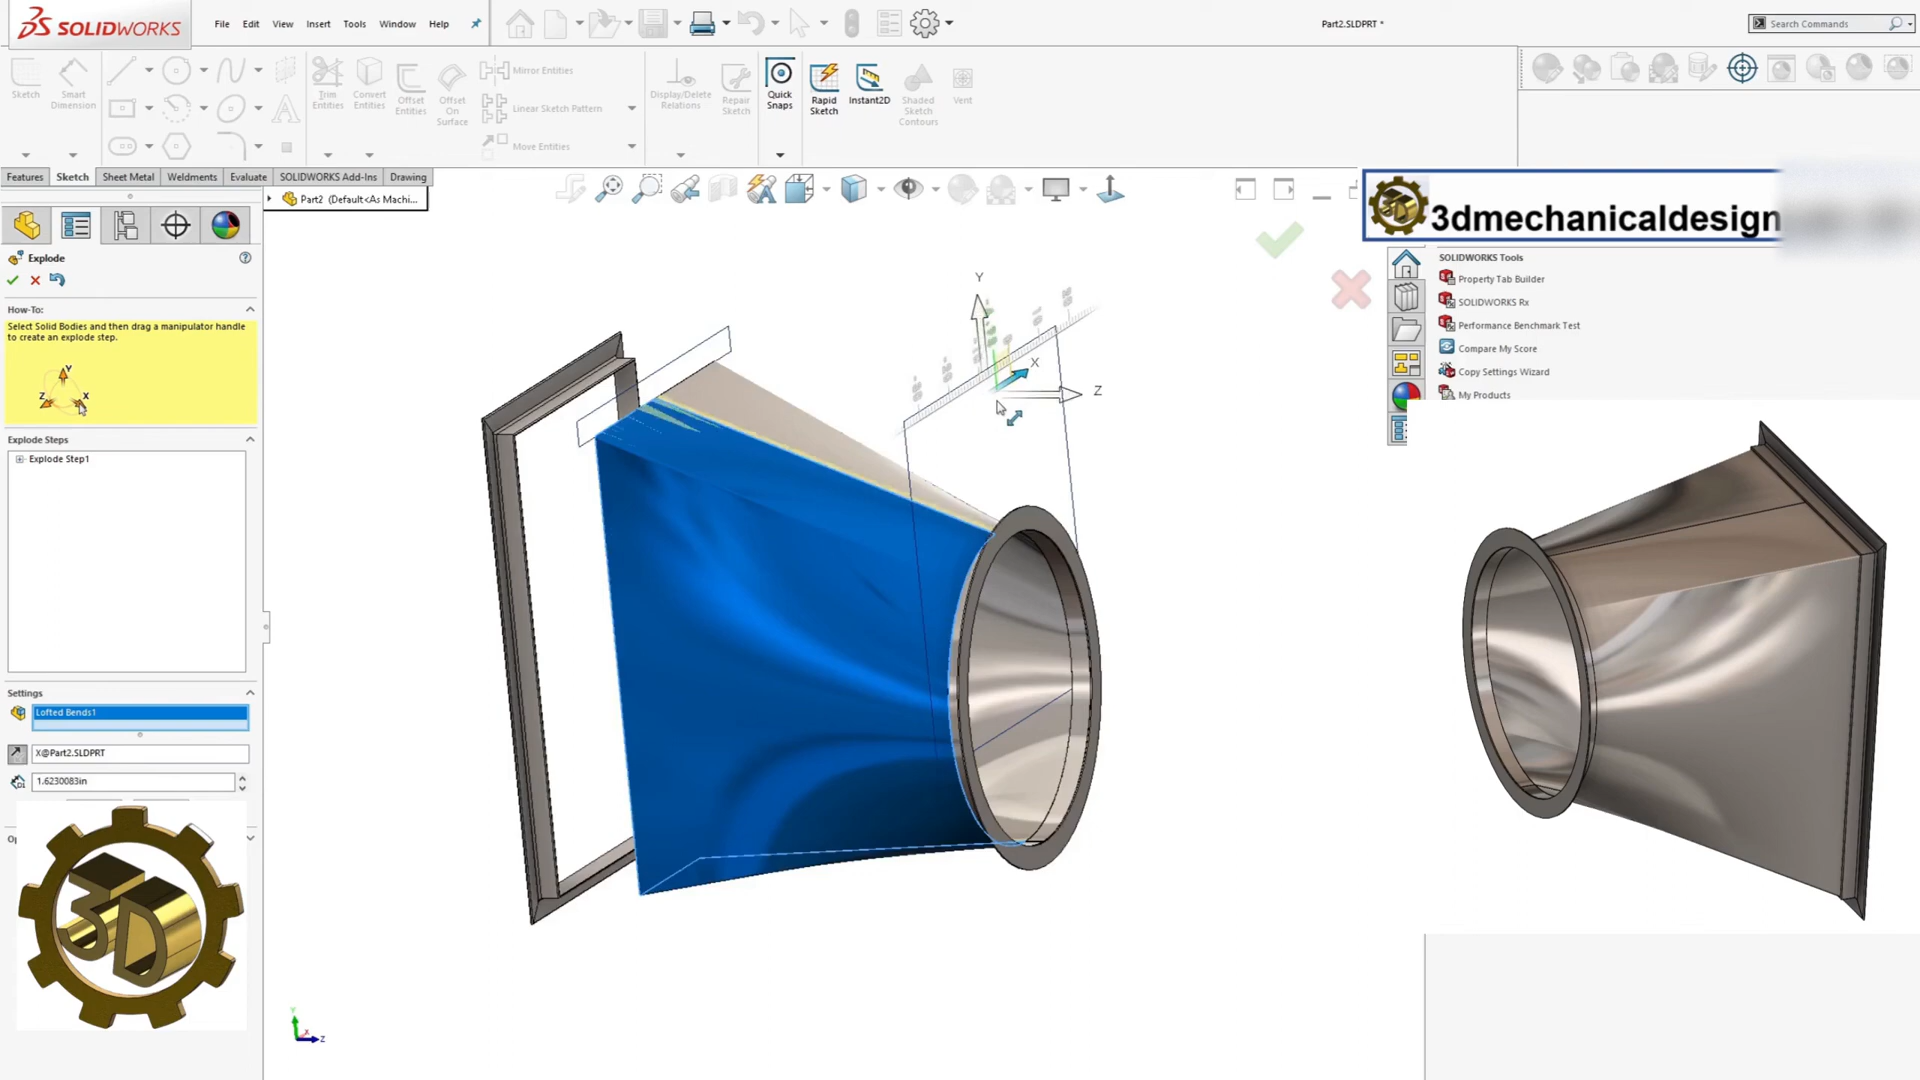 SOLIDWORKS
File Edit View Insert Tools Window Help
Part2.SLDPRT *
Search Commands
Sketch
Smart
Dimension
Trim
Entities
Convert
Entities
Offset
Entities
Offset
On
Surface
Mirror Entities
Linear Sketch Pattern
Move Entities
Display/Delete
Relations
Repair
Sketch
Quick
Snaps
Rapid
Sketch
Instant2D
Shaded
Sketch
Contours
Vent
Features Sketch Sheet Metal Weldments Evaluate SOLIDWORKS Add-Ins Drawing
Part2 (Default<As Machi...
3dmechanicaldesign
Explode
How-To:
Select Solid Bodies and then drag a manipulator handle
to create an explode step.
Y
Z X
Explode Steps
Explode Step1
Settings
Lofted Bends1
X@Part2.SLDPRT
1.6230083in
3D
Y
X
Z
Y
X
Z
SOLIDWORKS Tools
Property Tab Builder
SOLIDWORKS Rx
Performance Benchmark Test
Compare My Score
Copy Settings Wizard
My Products